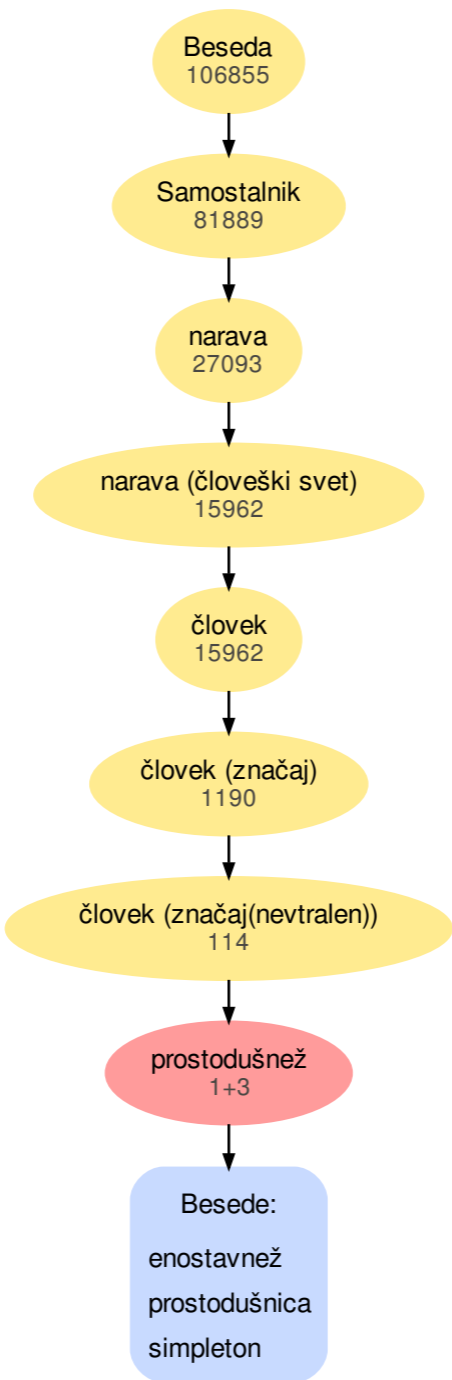 Beseda
106855
Samostalnik
81889
narava
27093
narava (človeški svet)
15962
človek
15962
človek (značaj)
1190
človek (značaj(nevtralen))
114
prostodušnež
1+3
Besede:
enostavnež
prostodušnica
simpleton